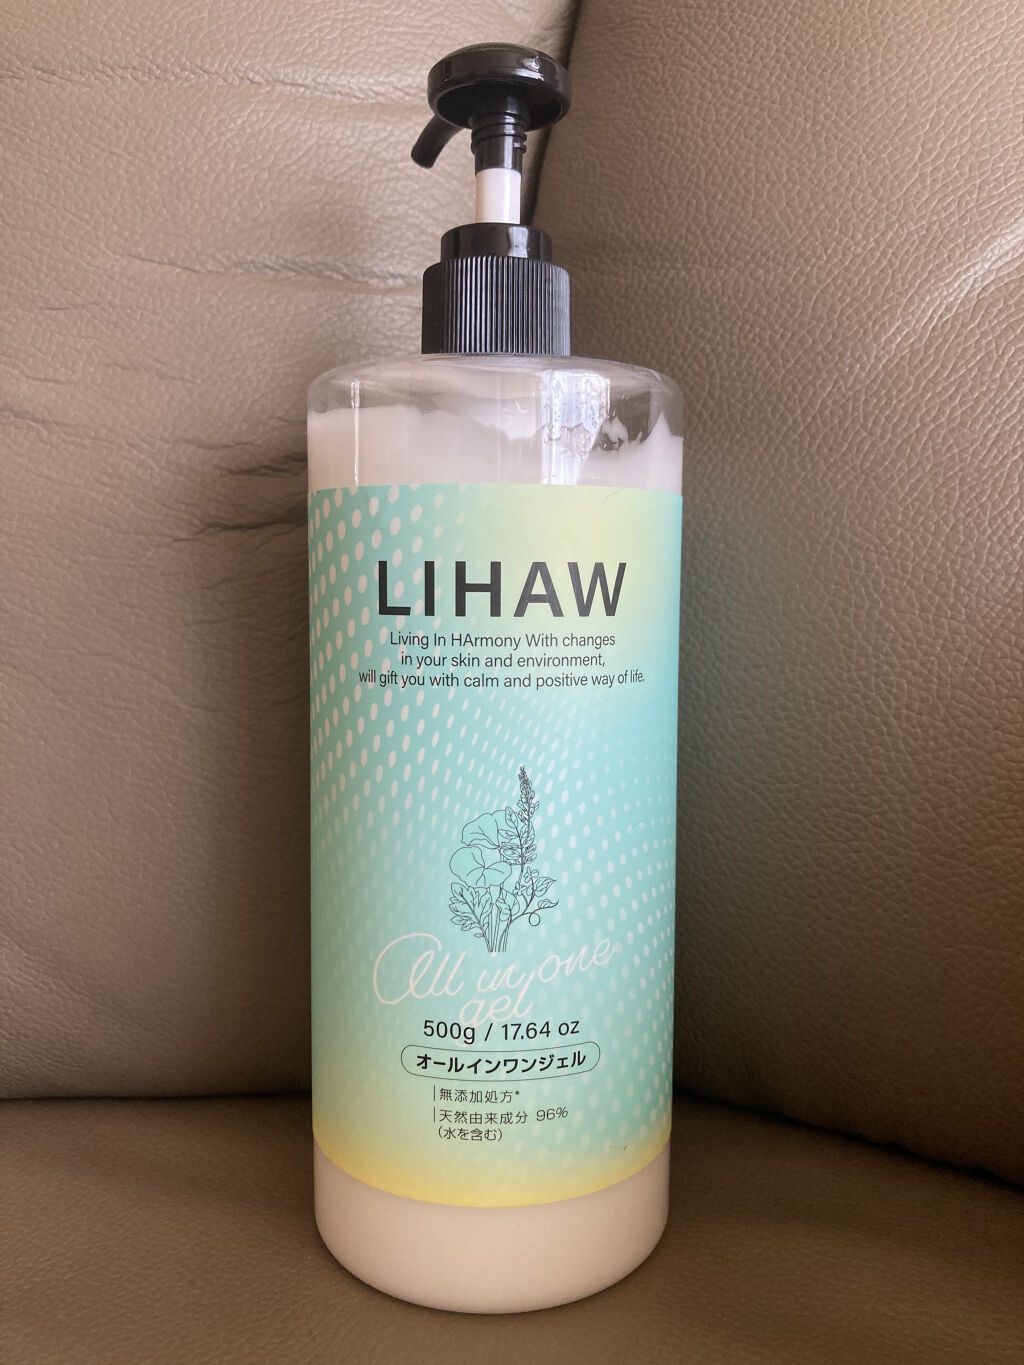 LIHAW
Living In HArmony With changes
in your skin and environment,
will gift you with calm and positive way of life.
All in one
gel
500g / 17.64 oz
オールインワンジェル
無添加処方*
天然由来成分 96%
（水を含む）